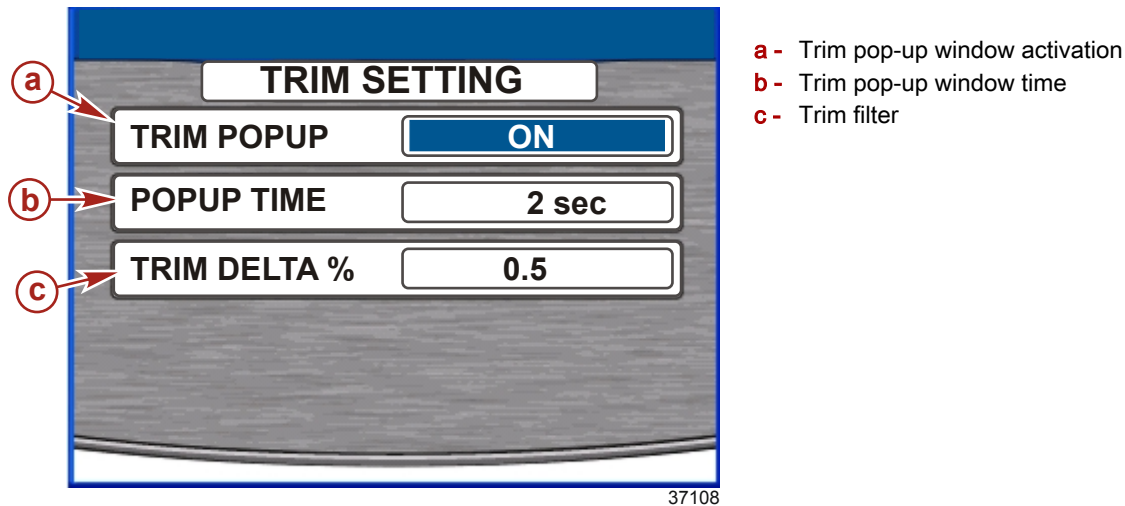 TRIM SETTING
a
TRIM POPUP ON
b
POPUP TIME 2 sec
c
TRIM DELTA % 0.5
37108
a - Trim pop-up window activation
b - Trim pop-up window time
c - Trim filter